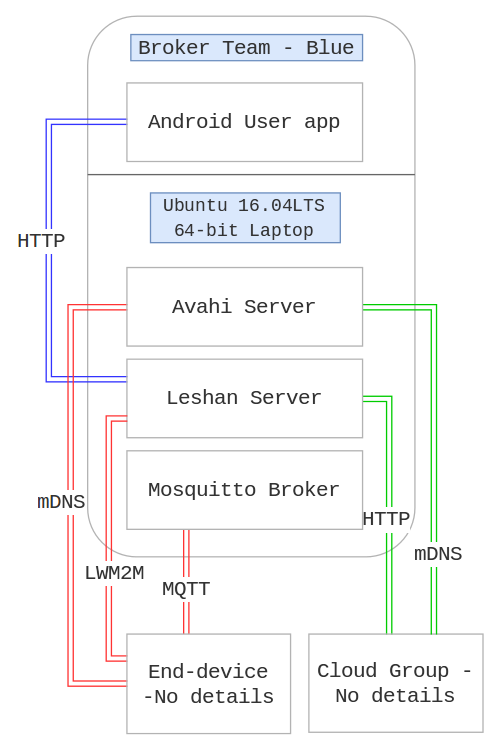 Broker Team - Blue
Android User app
Ubuntu 16.04LTS
64-bit Laptop
HTTP
Avahi Server
Leshan Server
Mosquitto Broker
mDNS
HTTP
mDNS
LWM2M
MQTT
End-device
-No details
Cloud Group -
No details